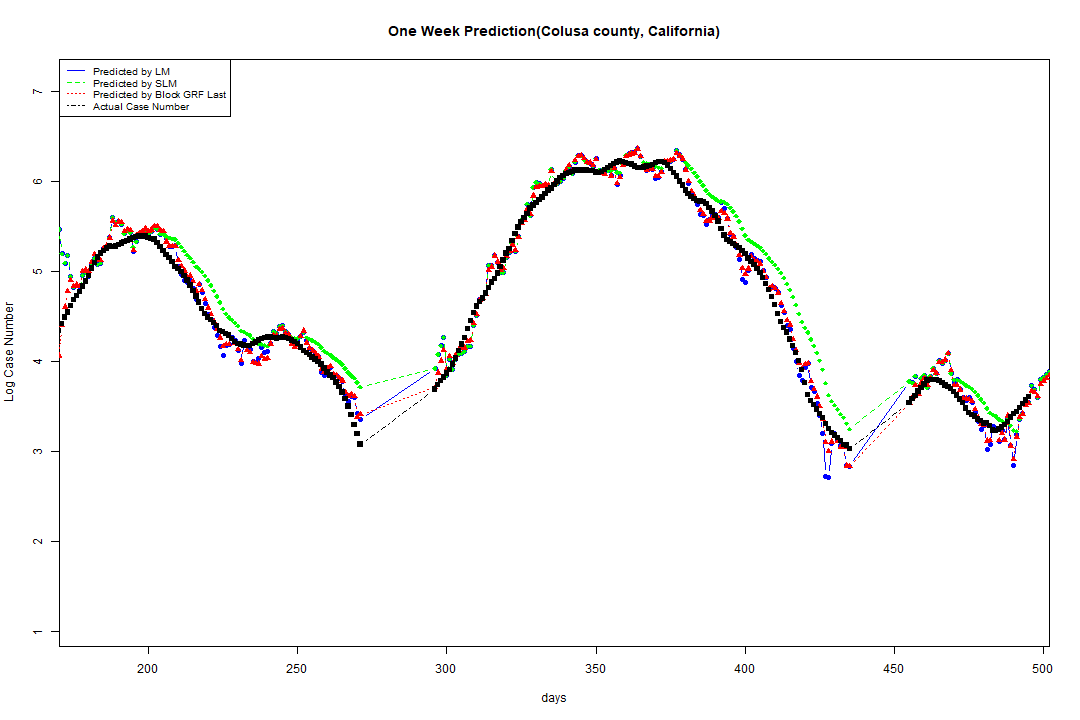 One Week Prediction(Colusa county, California)
Predicted by LM
Predicted by SLM
Predicted by Block GRF Last
Actual Case Number
Log Case Number
7
6
5
4
3
2
1
200 250 300 350 400 450 500
days